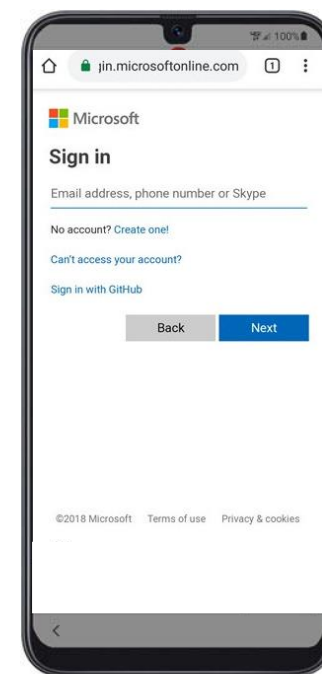 100%
jin.microsoftonline.com 1
Microsoft
Sign in
Email address, phone number or Skype
No account? Create one!
Can't access your account?
Sign in with GitHub
Back Next
©2018 Microsoft Terms of use Privacy & cookies